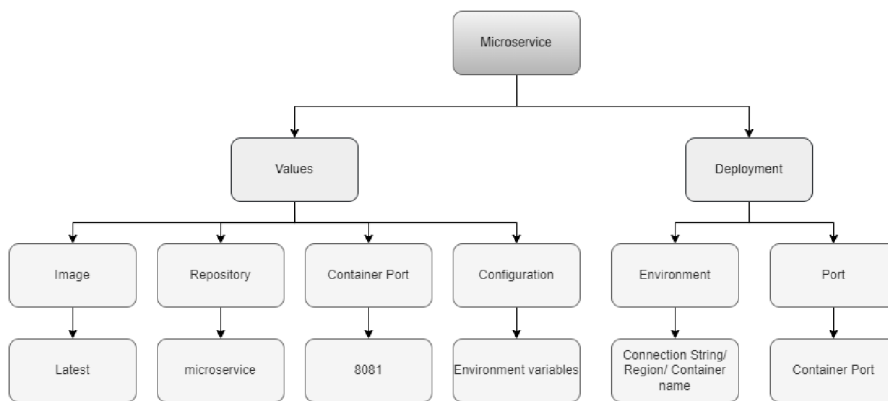 Microservice
Values
Deployment
Image
Repository
Container Port
Configuration
Environment
Port
Latest
microservice
8081
Environment variables
Connection String/
Region/ Container
name
Container Port